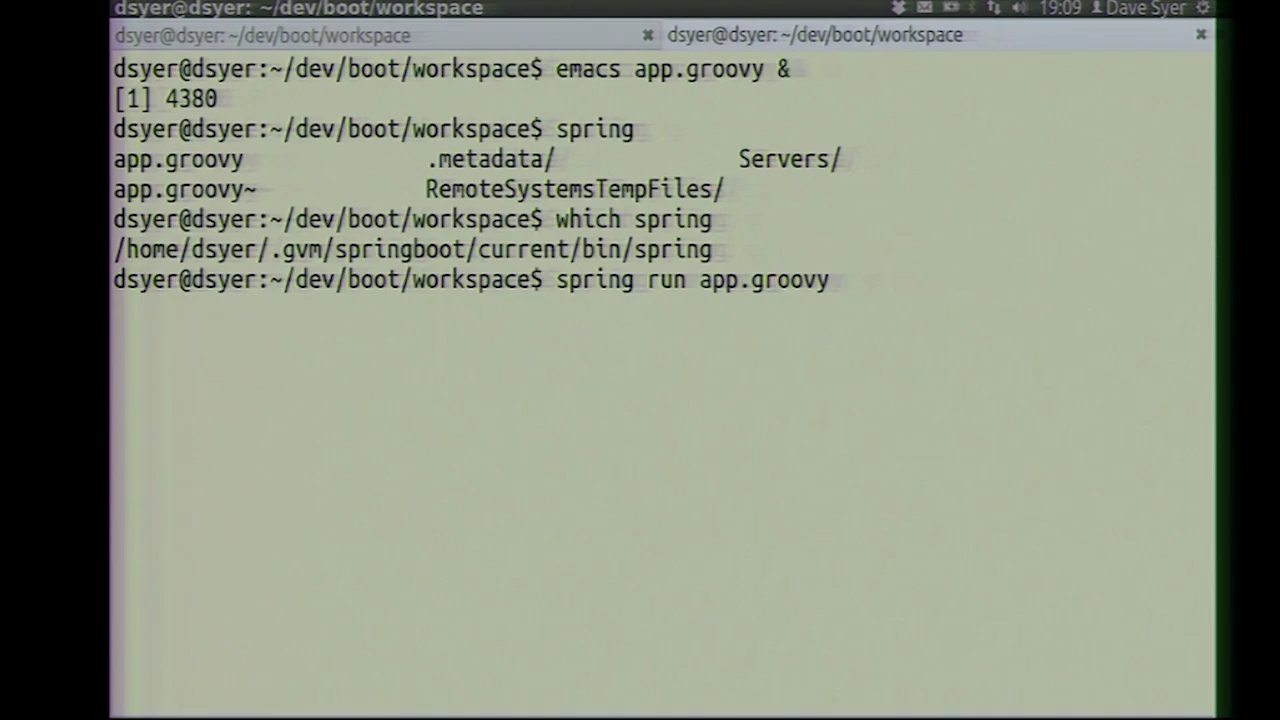 dsyer@dsyer: ~/dev/boot/workspace 19:09 Dave Syer
dsyer@dsyer: ~/dev/boot/workspace dsyer@dsyer: ~/dev/boot/workspace
dsyer@dsyer:~/dev/boot/workspace$ emacs app.groovy &
[1] 4380
dsyer@dsyer:~/dev/boot/workspace$ spring
app.groovy .metadata/ Servers/
app.groovy~ RemoteSystemsTempFiles/
dsyer@dsyer:~/dev/boot/workspace$ which spring
/home/dsyer/.gvm/springboot/current/bin/spring
dsyer@dsyer:~/dev/boot/workspace$ spring run app.groovy